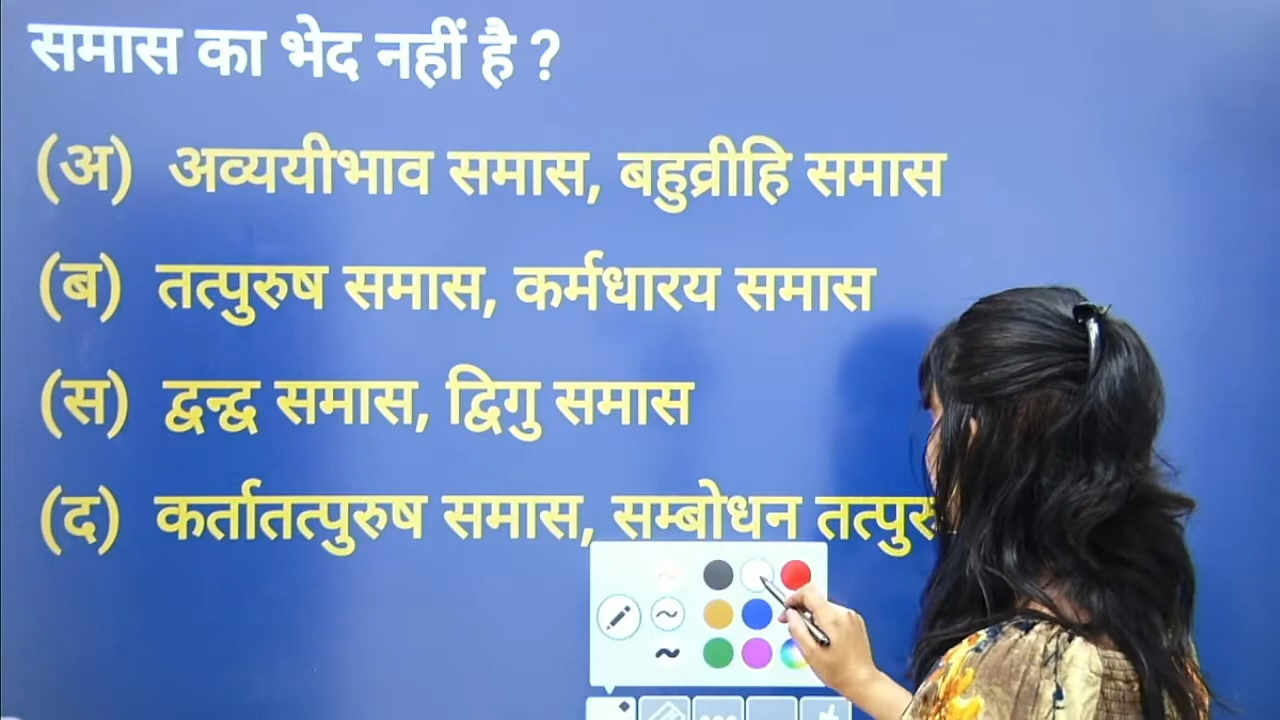 समास का भेद नहीं है ?
(अ) अव्ययीभाव समास, बहुव्रीहि समास
(ब) तत्पुरुष समास, कर्मधारय समास
(स) द्वन्द्व समास, द्विगु समास
(द) कर्तातत्पुरुष समास, सम्बोधन